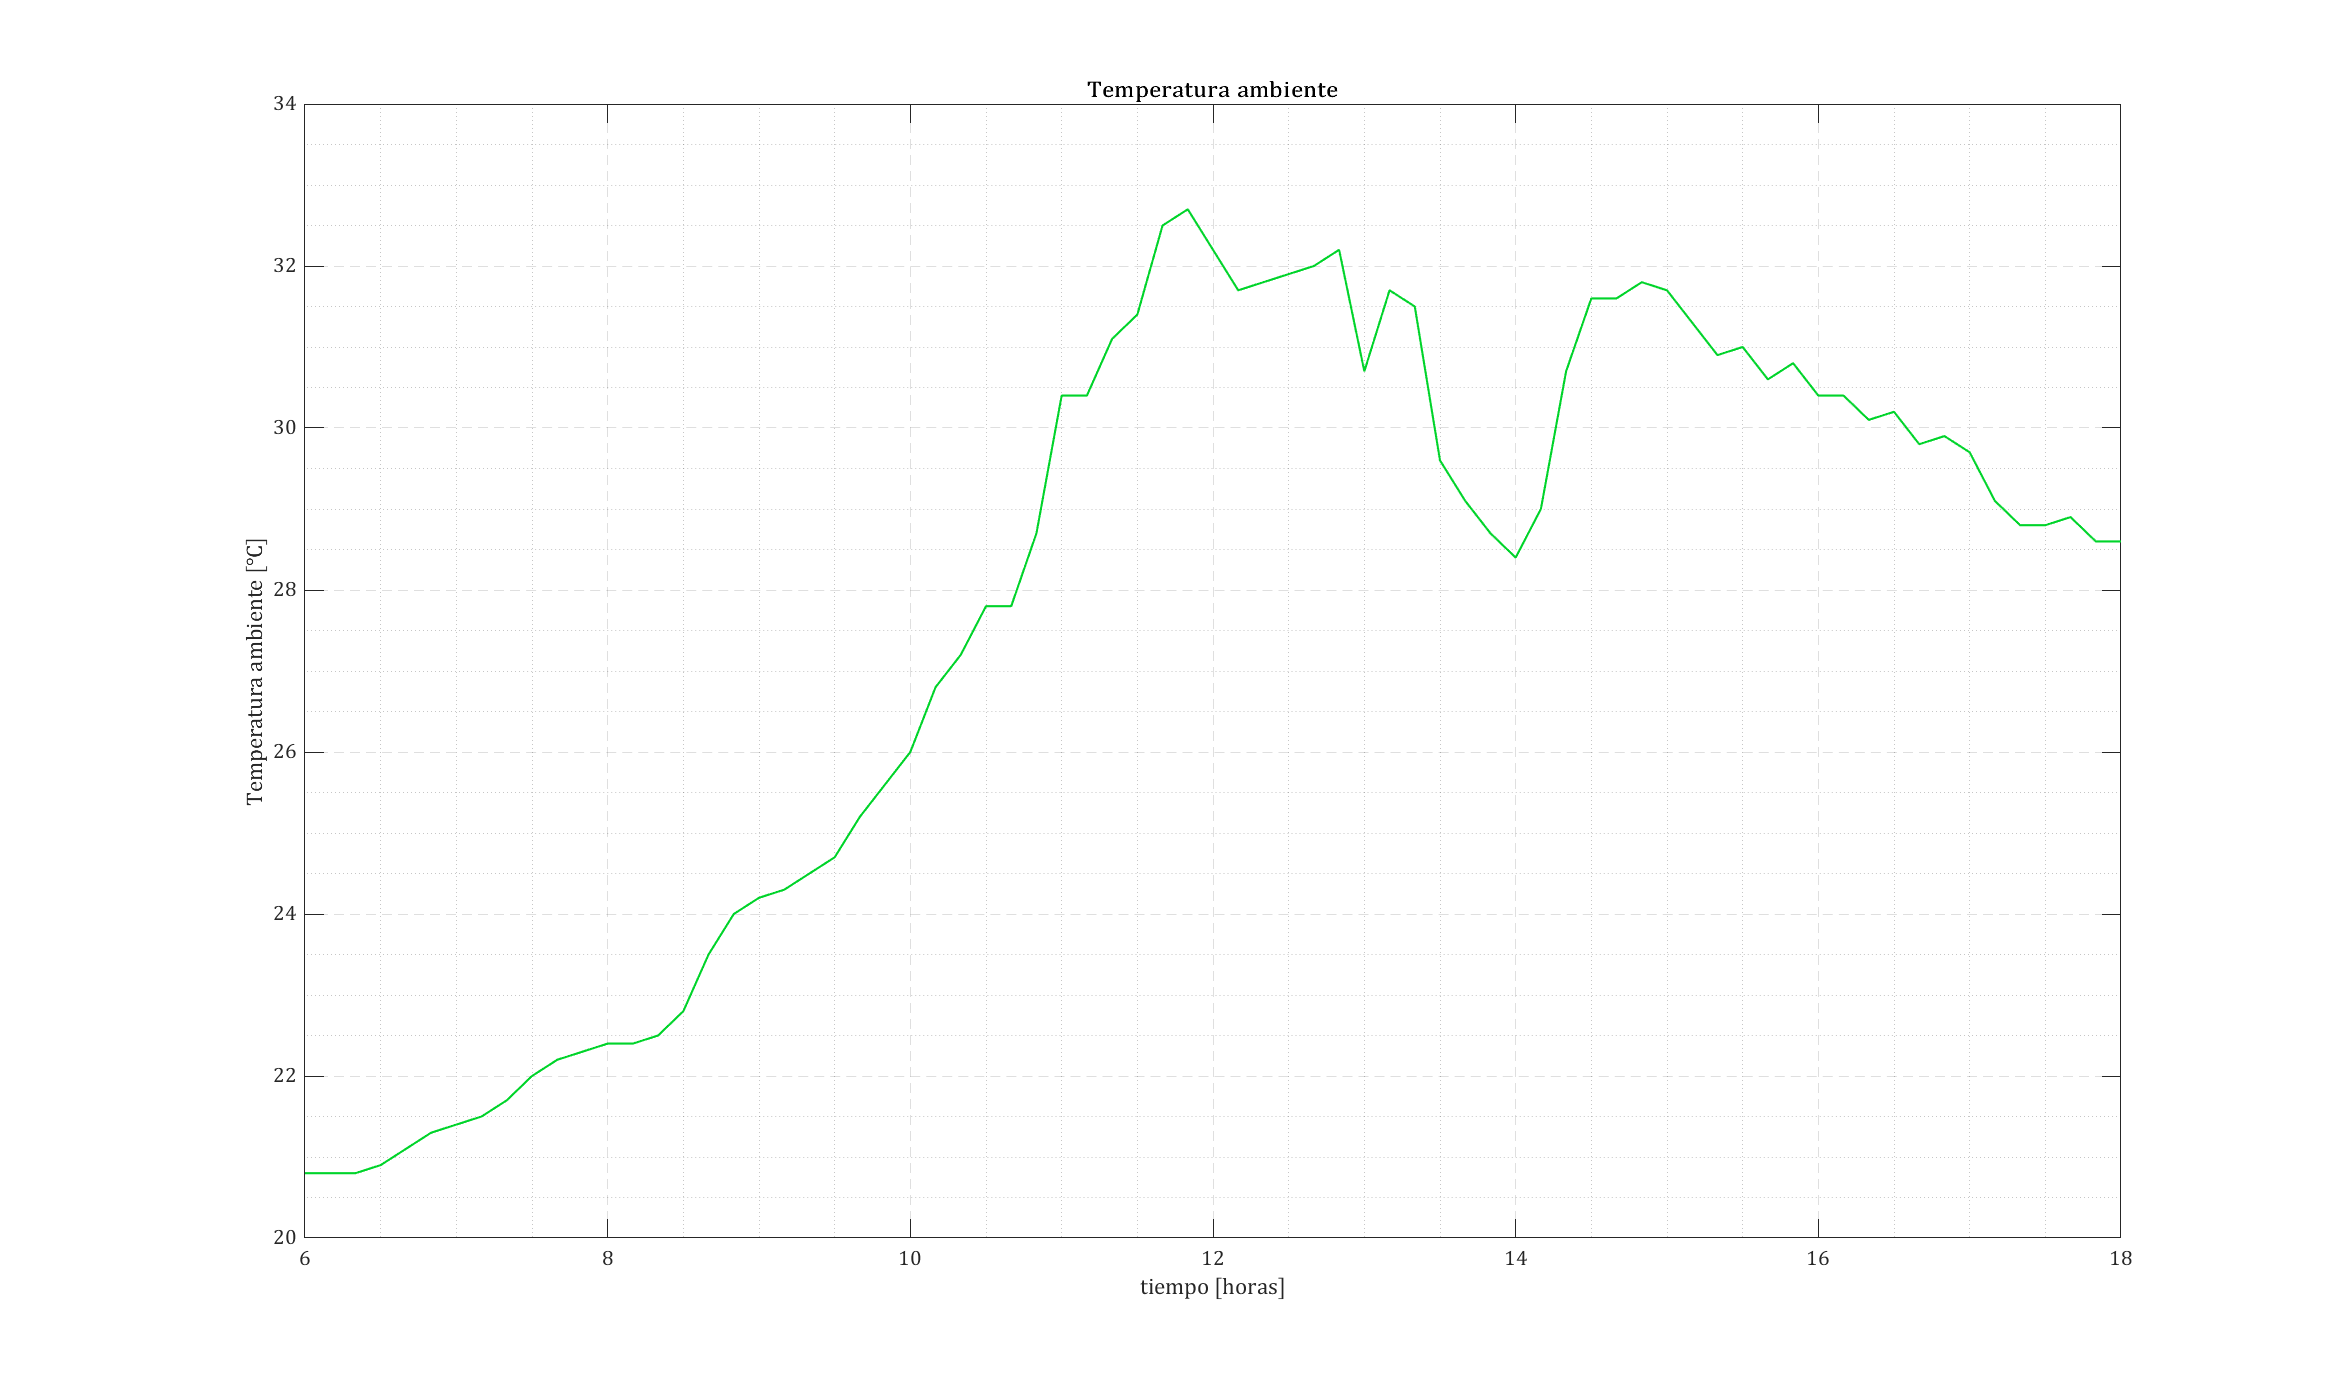 Temperatura ambiente
34
32
30
28
26
24
22
20
Temperatura ambiente [°C]
6 8 10 12 14 16 18
tiempo [horas]